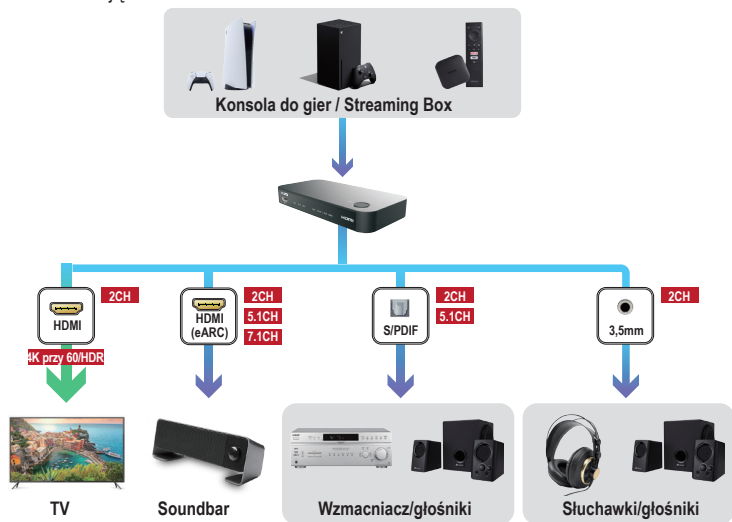 Konsola do gier / Streaming Box
HDMI
2CH
HDMI
(eARC)
2CH
5.1CH
7.1CH
S/PDIF
2CH
5.1CH
3,5mm
2CH
4K przy 60/HDR
TV
Soundbar
Wzmacniacz/głośniki
Słuchawki/głośniki